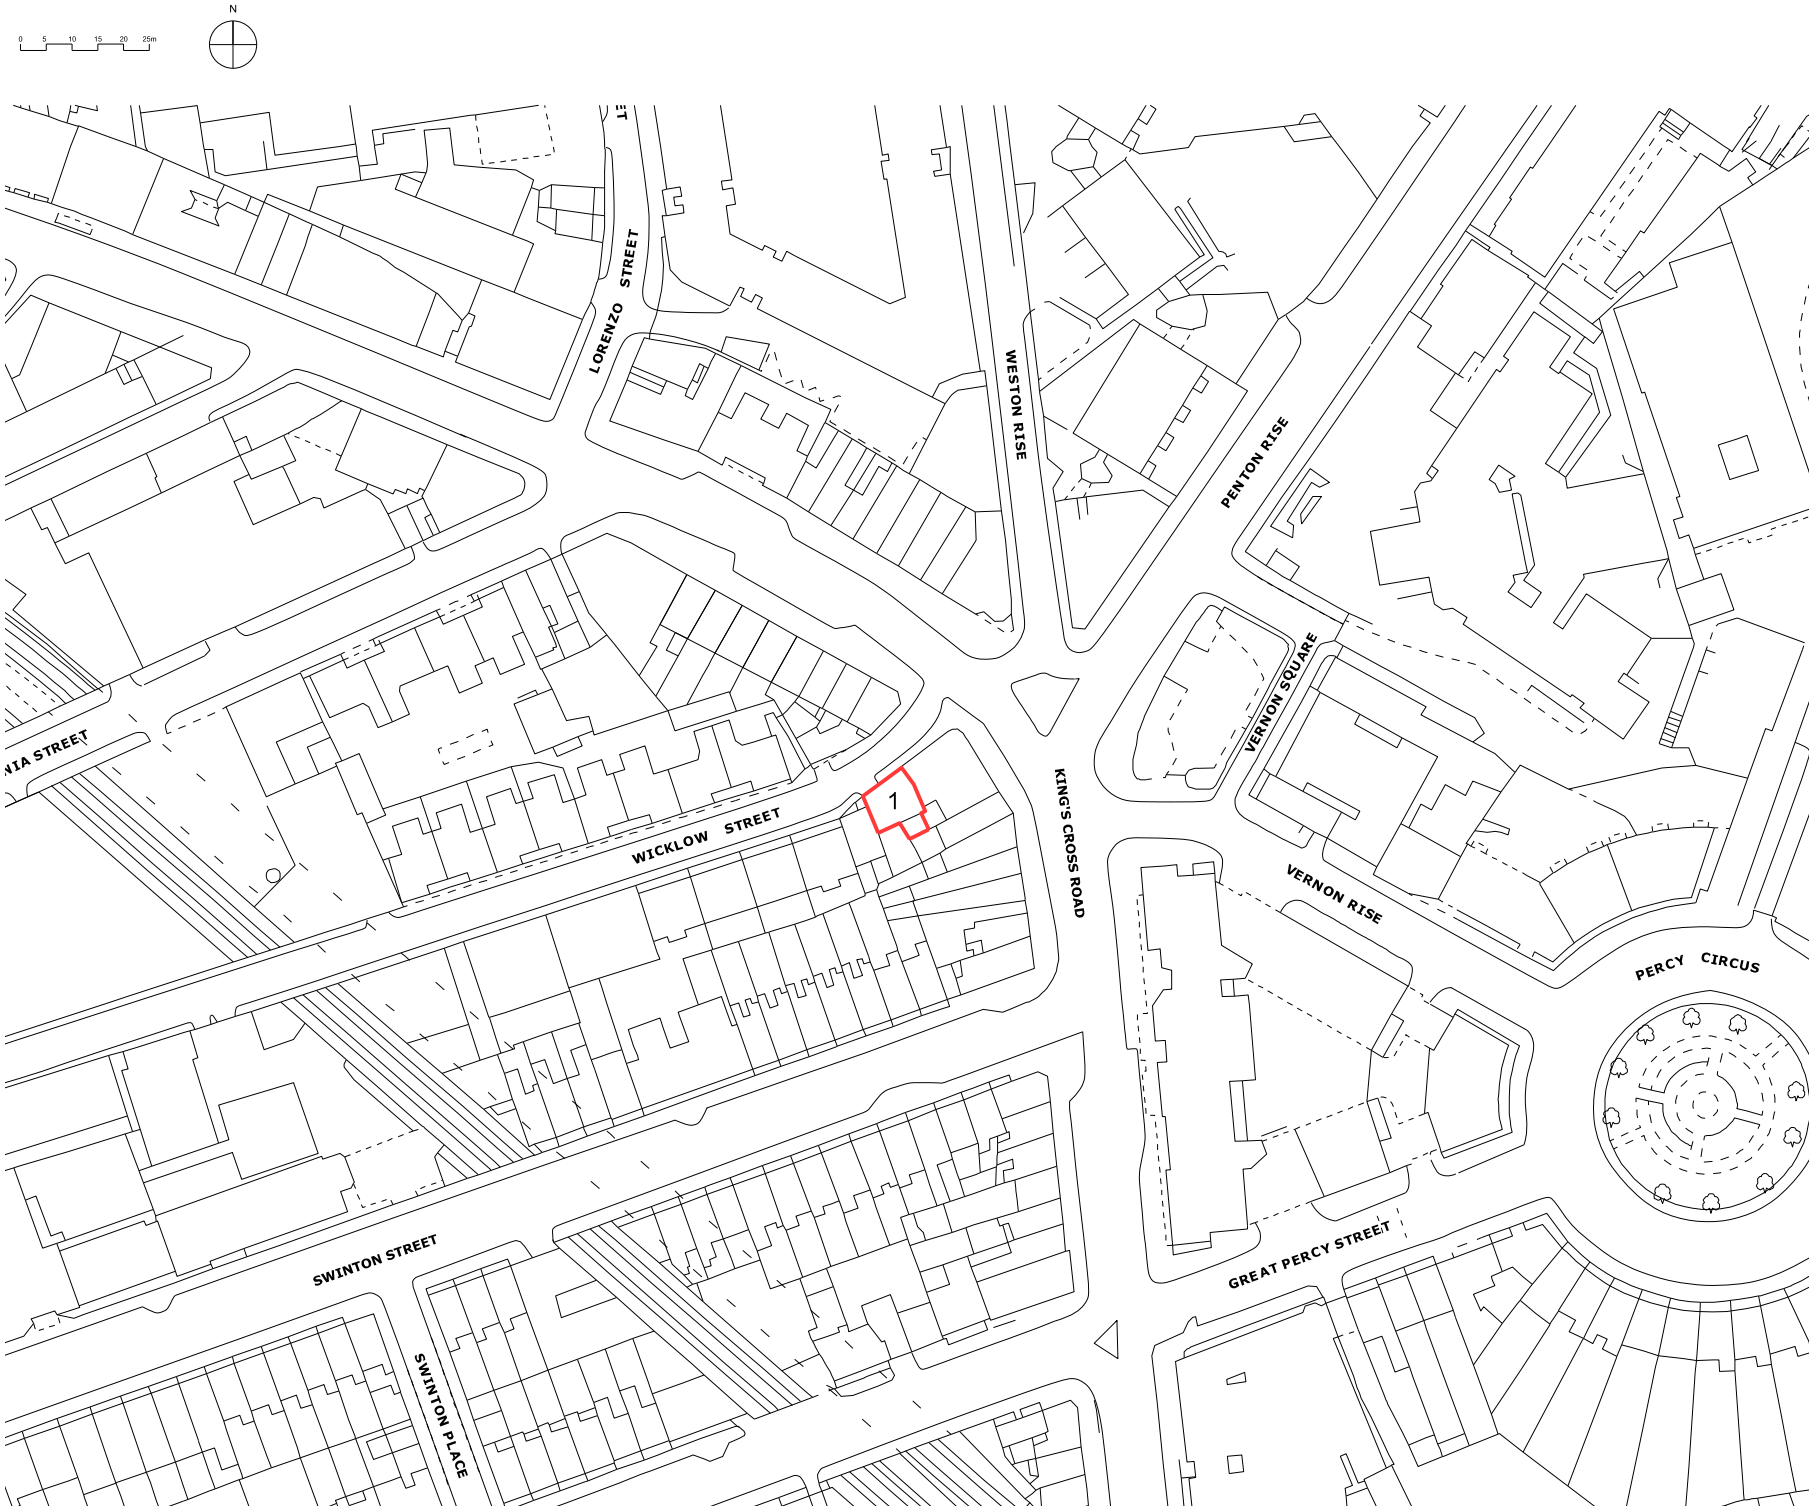 N
0 5 10 15 20 25m
ET
LORENZO STREET
WESTON RISE
PENTON RISE
VERNON SQUARE
NIA STREET
KING'S CROSS ROAD
1
WICKLOW STREET
VERNON RISE
PERCY CIRCUS
SWINTON STREET
GREAT PERCY STREET
SWINTON PLACE